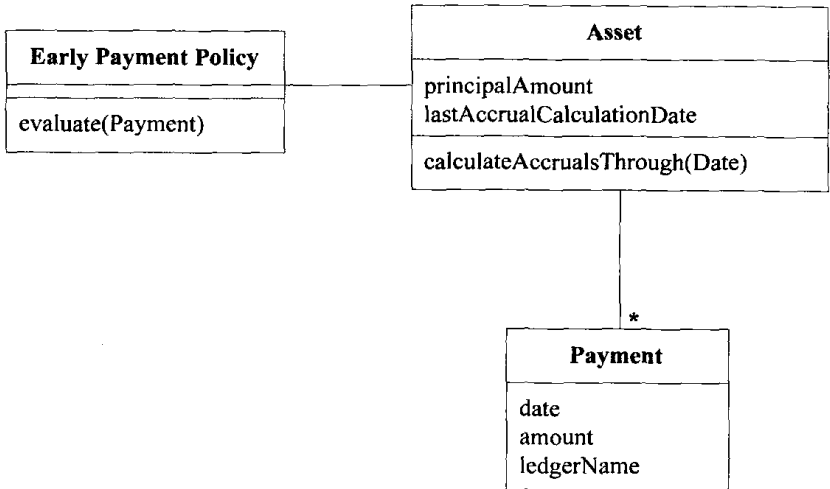 Early Payment Policy
evaluate(Payment)
Asset
principalAmount
lastAccrualCalculationDate
calculateAccrualsThrough(Date)
*
Payment
date
amount
ledgerName